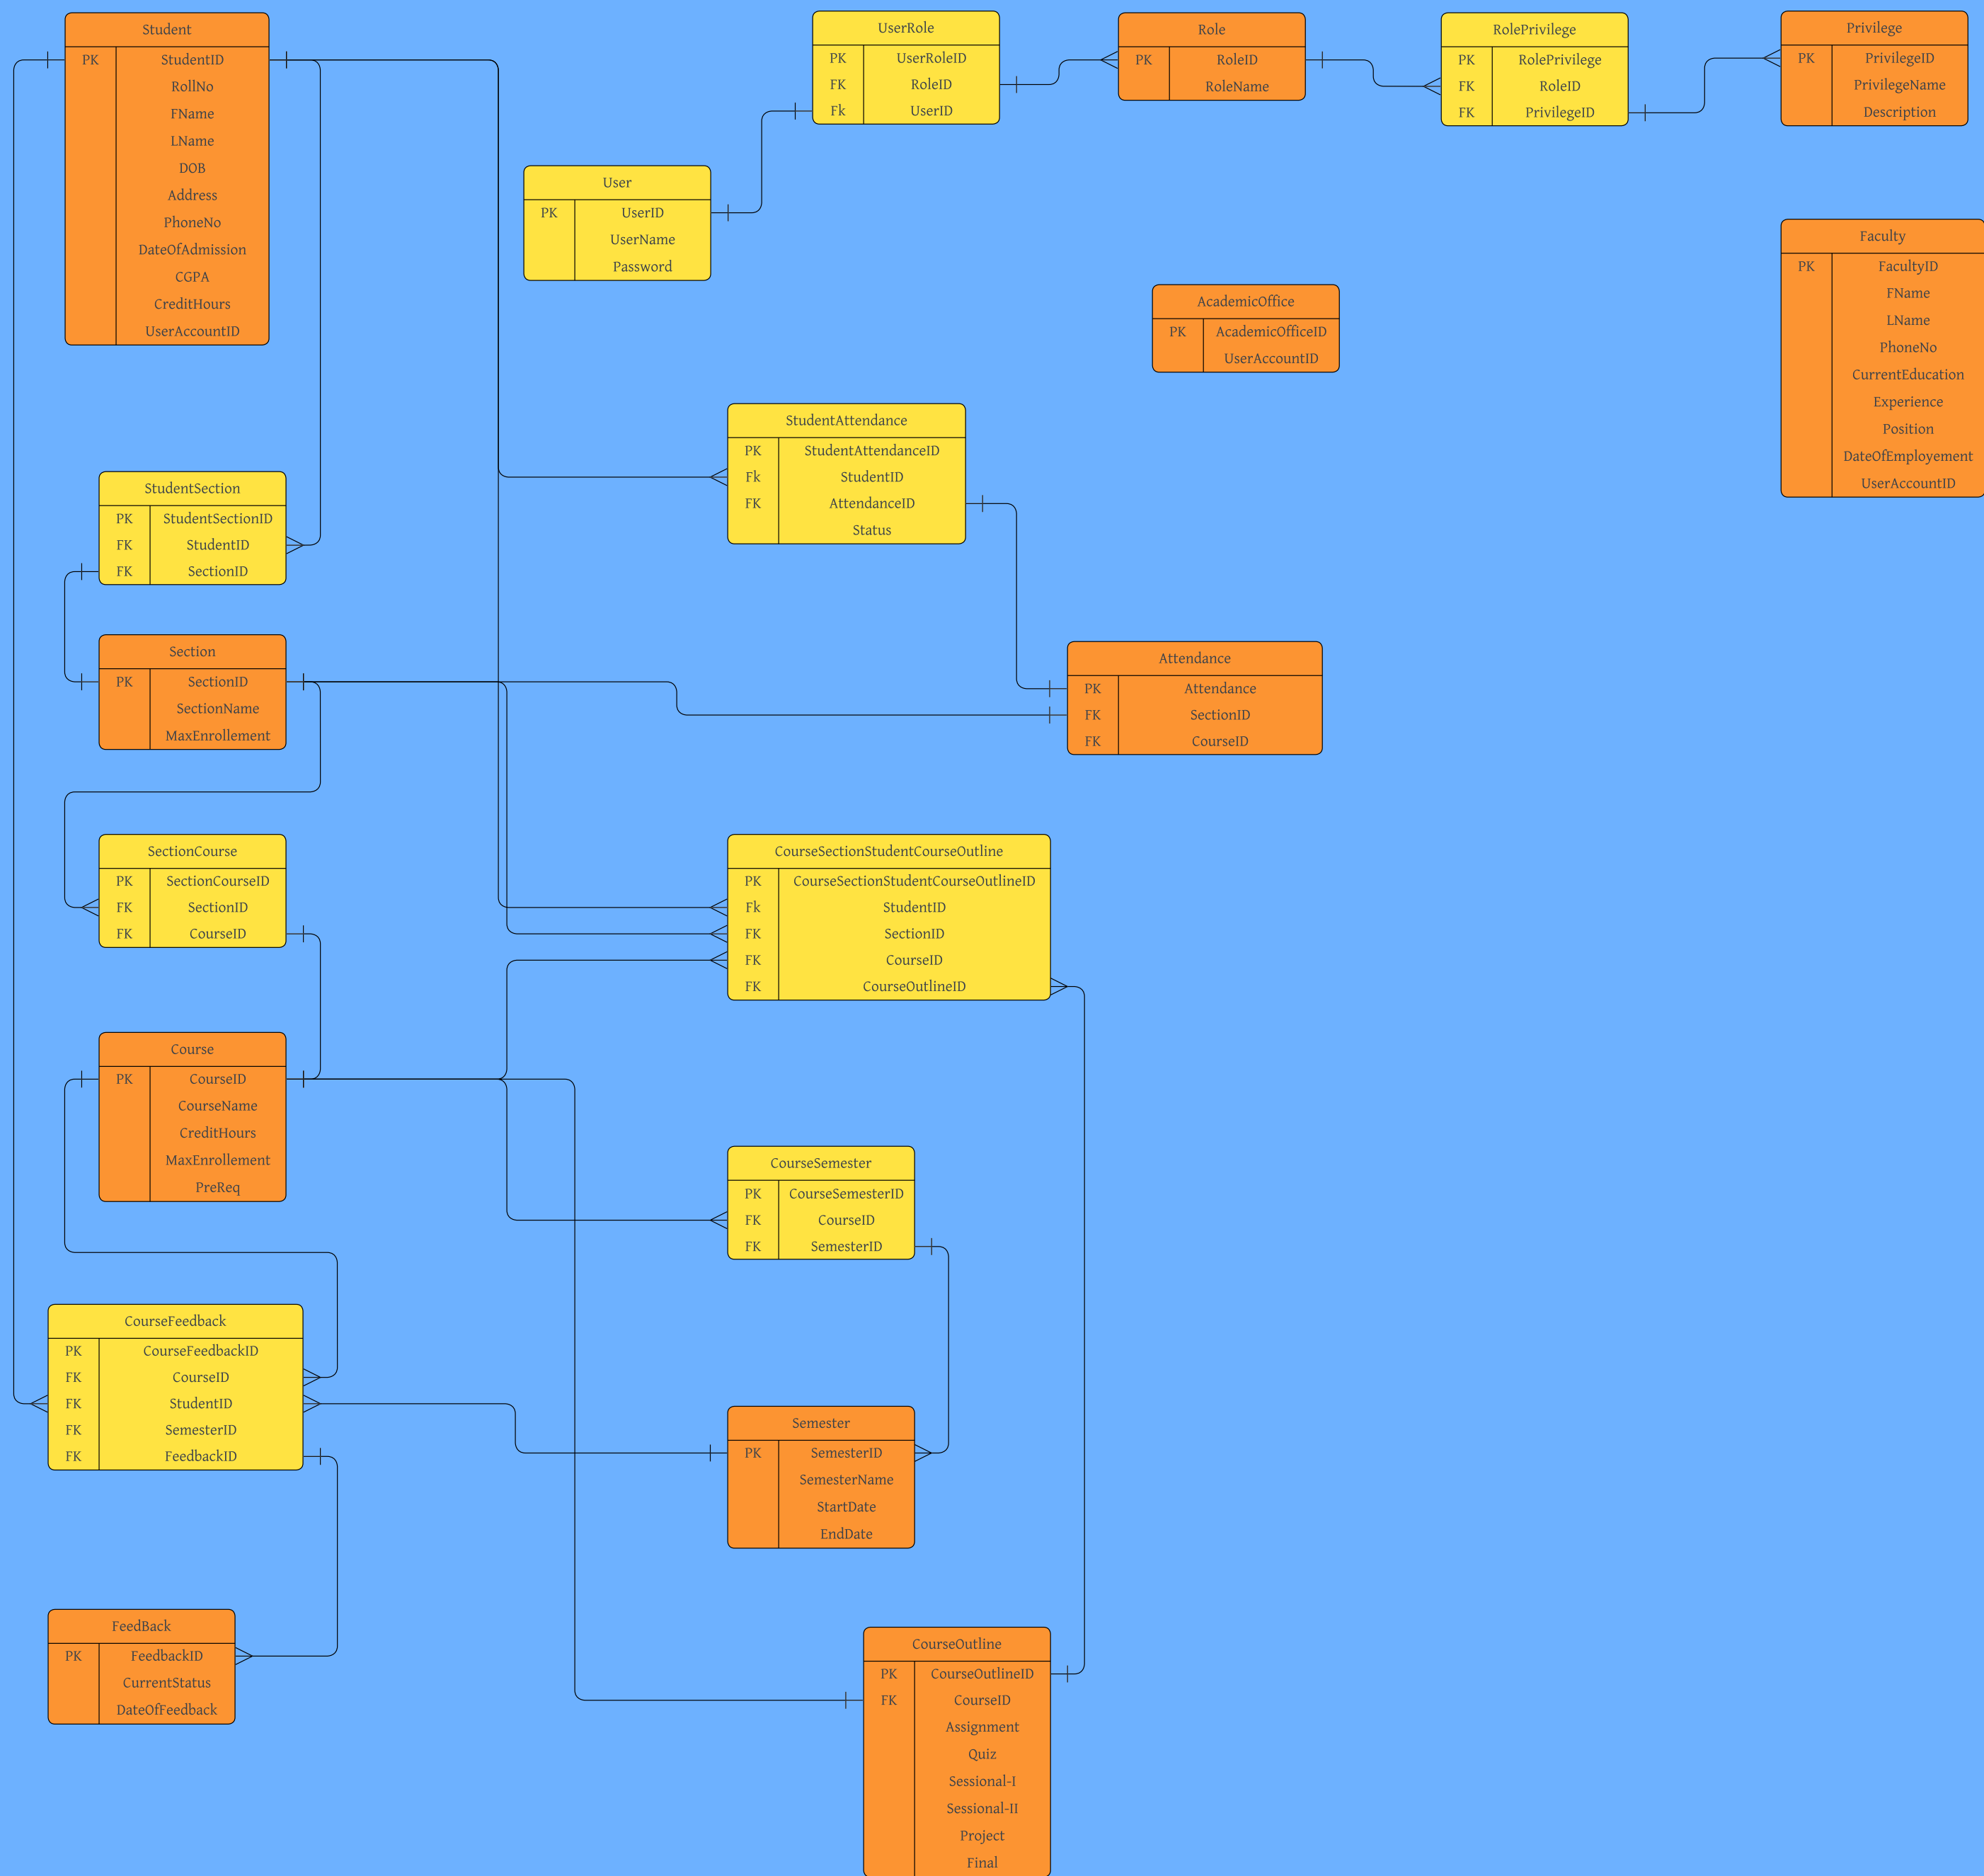 Student
PK StudentID
RollNo
FName
LName
DOB
Address
PhoneNo
DateOfAdmission
CGPA
CreditHours
UserAccountID
UserRole
PK UserRoleID
FK RoleID
Fk UserID
Role
PK RoleID
RoleName
RolePrivilege
PK RolePrivilege
FK RoleID
FK PrivilegeID
Privilege
PK PrivilegeID
PrivilegeName
Description
User
PK UserID
UserName
Password
Faculty
PK FacultyID
FName
LName
PhoneNo
CurrentEducation
Experience
Position
DateOfEmployement
UserAccountID
AcademicOffice
PK AcademicOfficeID
UserAccountID
StudentAttendance
PK StudentAttendanceID
Fk StudentID
FK AttendanceID
Status
StudentSection
PK StudentSectionID
FK StudentID
FK SectionID
Section
PK SectionID
SectionName
MaxEnrollement
Attendance
PK Attendance
FK SectionID
FK CourseID
SectionCourse
PK SectionCourseID
FK SectionID
FK CourseID
CourseSectionStudentCourseOutline
PK CourseSectionStudentCourseOutlineID
Fk StudentID
FK SectionID
FK CourseID
FK CourseOutlineID
Course
PK CourseID
CourseName
CreditHours
MaxEnrollement
PreReq
CourseSemester
PK CourseSemesterID
FK CourseID
FK SemesterID
CourseFeedback
PK CourseFeedbackID
FK CourseID
FK StudentID
FK SemesterID
FK FeedbackID
Semester
PK SemesterID
SemesterName
StartDate
EndDate
FeedBack
PK FeedbackID
CurrentStatus
DateOfFeedback
CourseOutline
PK CourseOutlineID
FK CourseID
Assignment
Quiz
Sessional-I
Sessional-II
Project
Final